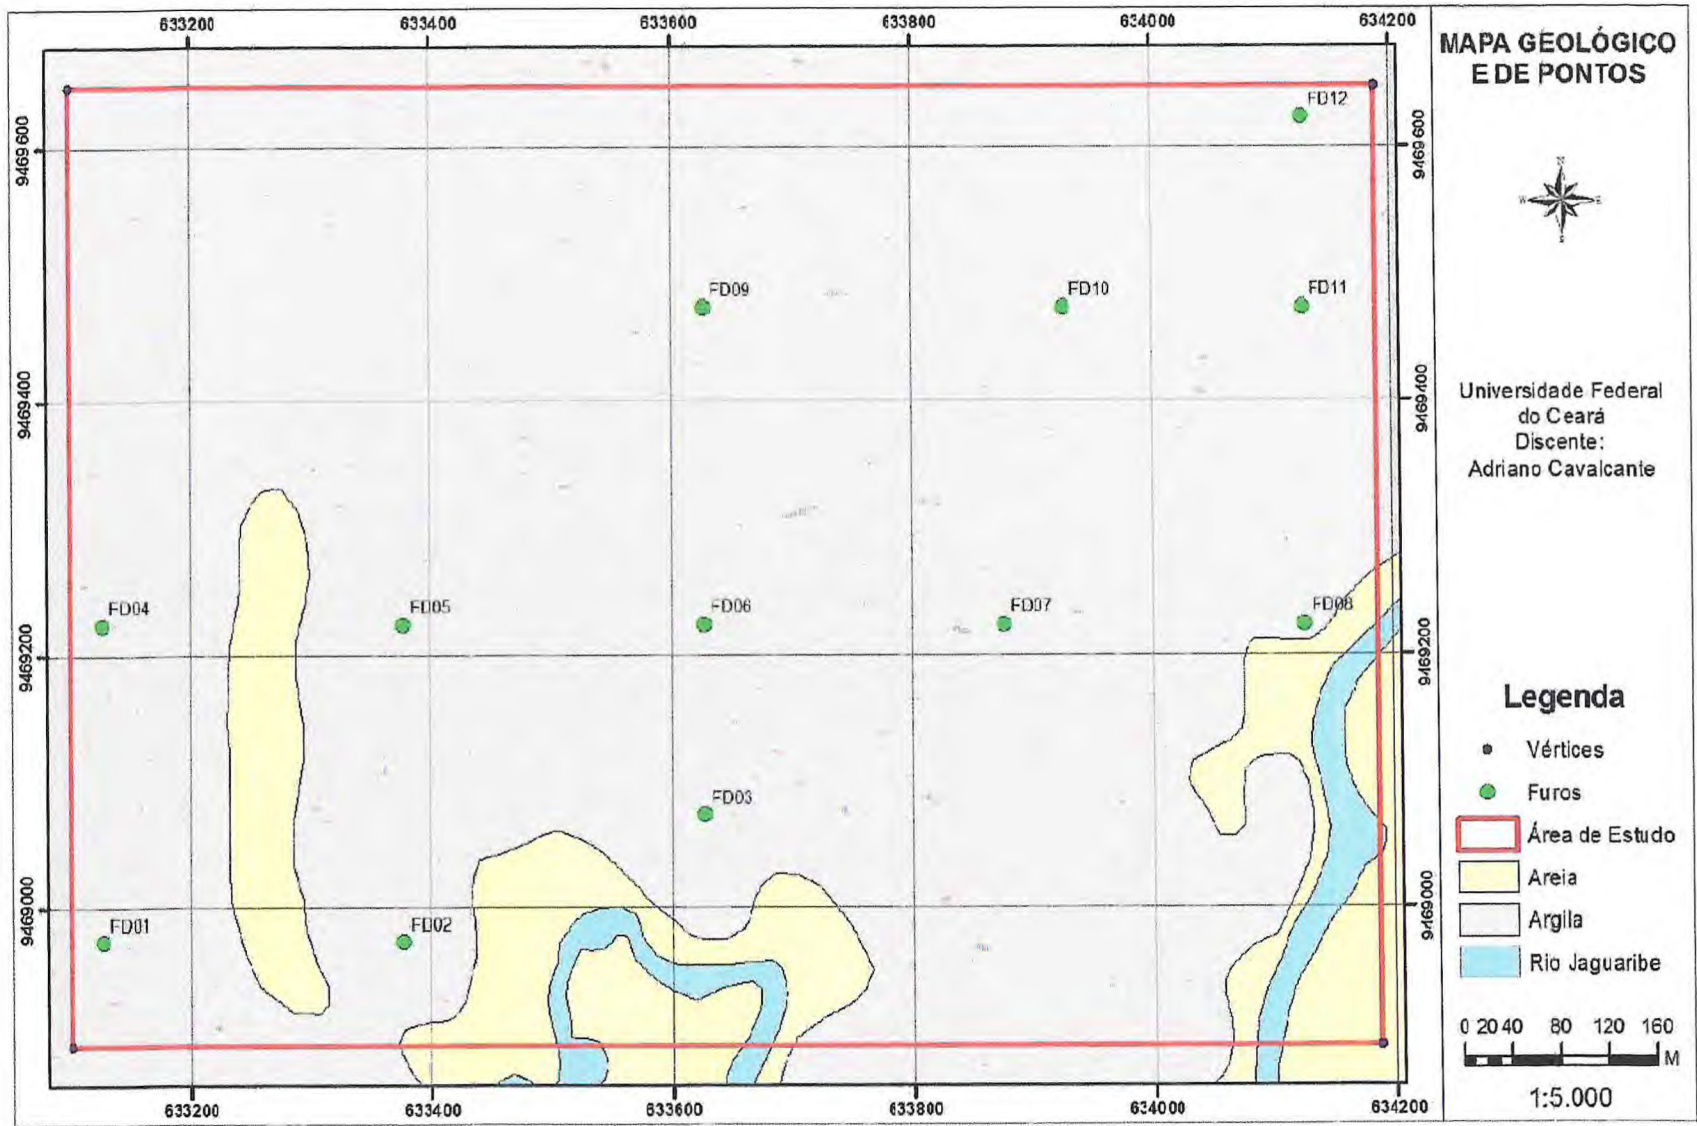 633200 633400 633600 633800 634000 634200
MAPA GEOLÓGICO
E DE PONTOS
FD12
9469600 9469600
N
W E
S
FD09 FD10 FD11
9469400 9469400
Universidade Federal
do Ceará
Discente:
Adriano Cavalcante
FD04 FD05 FD06 FD07 FD08
9469200 9469200
Legenda
Vértices
Furos
Área de Estudo
Areia
Argila
Rio Jaguaribe
FD03
9469000 9469000
FD01 FD02
0 20 40 80 120 160
M
1:5.000
633200 633400 633600 633800 634000 634200